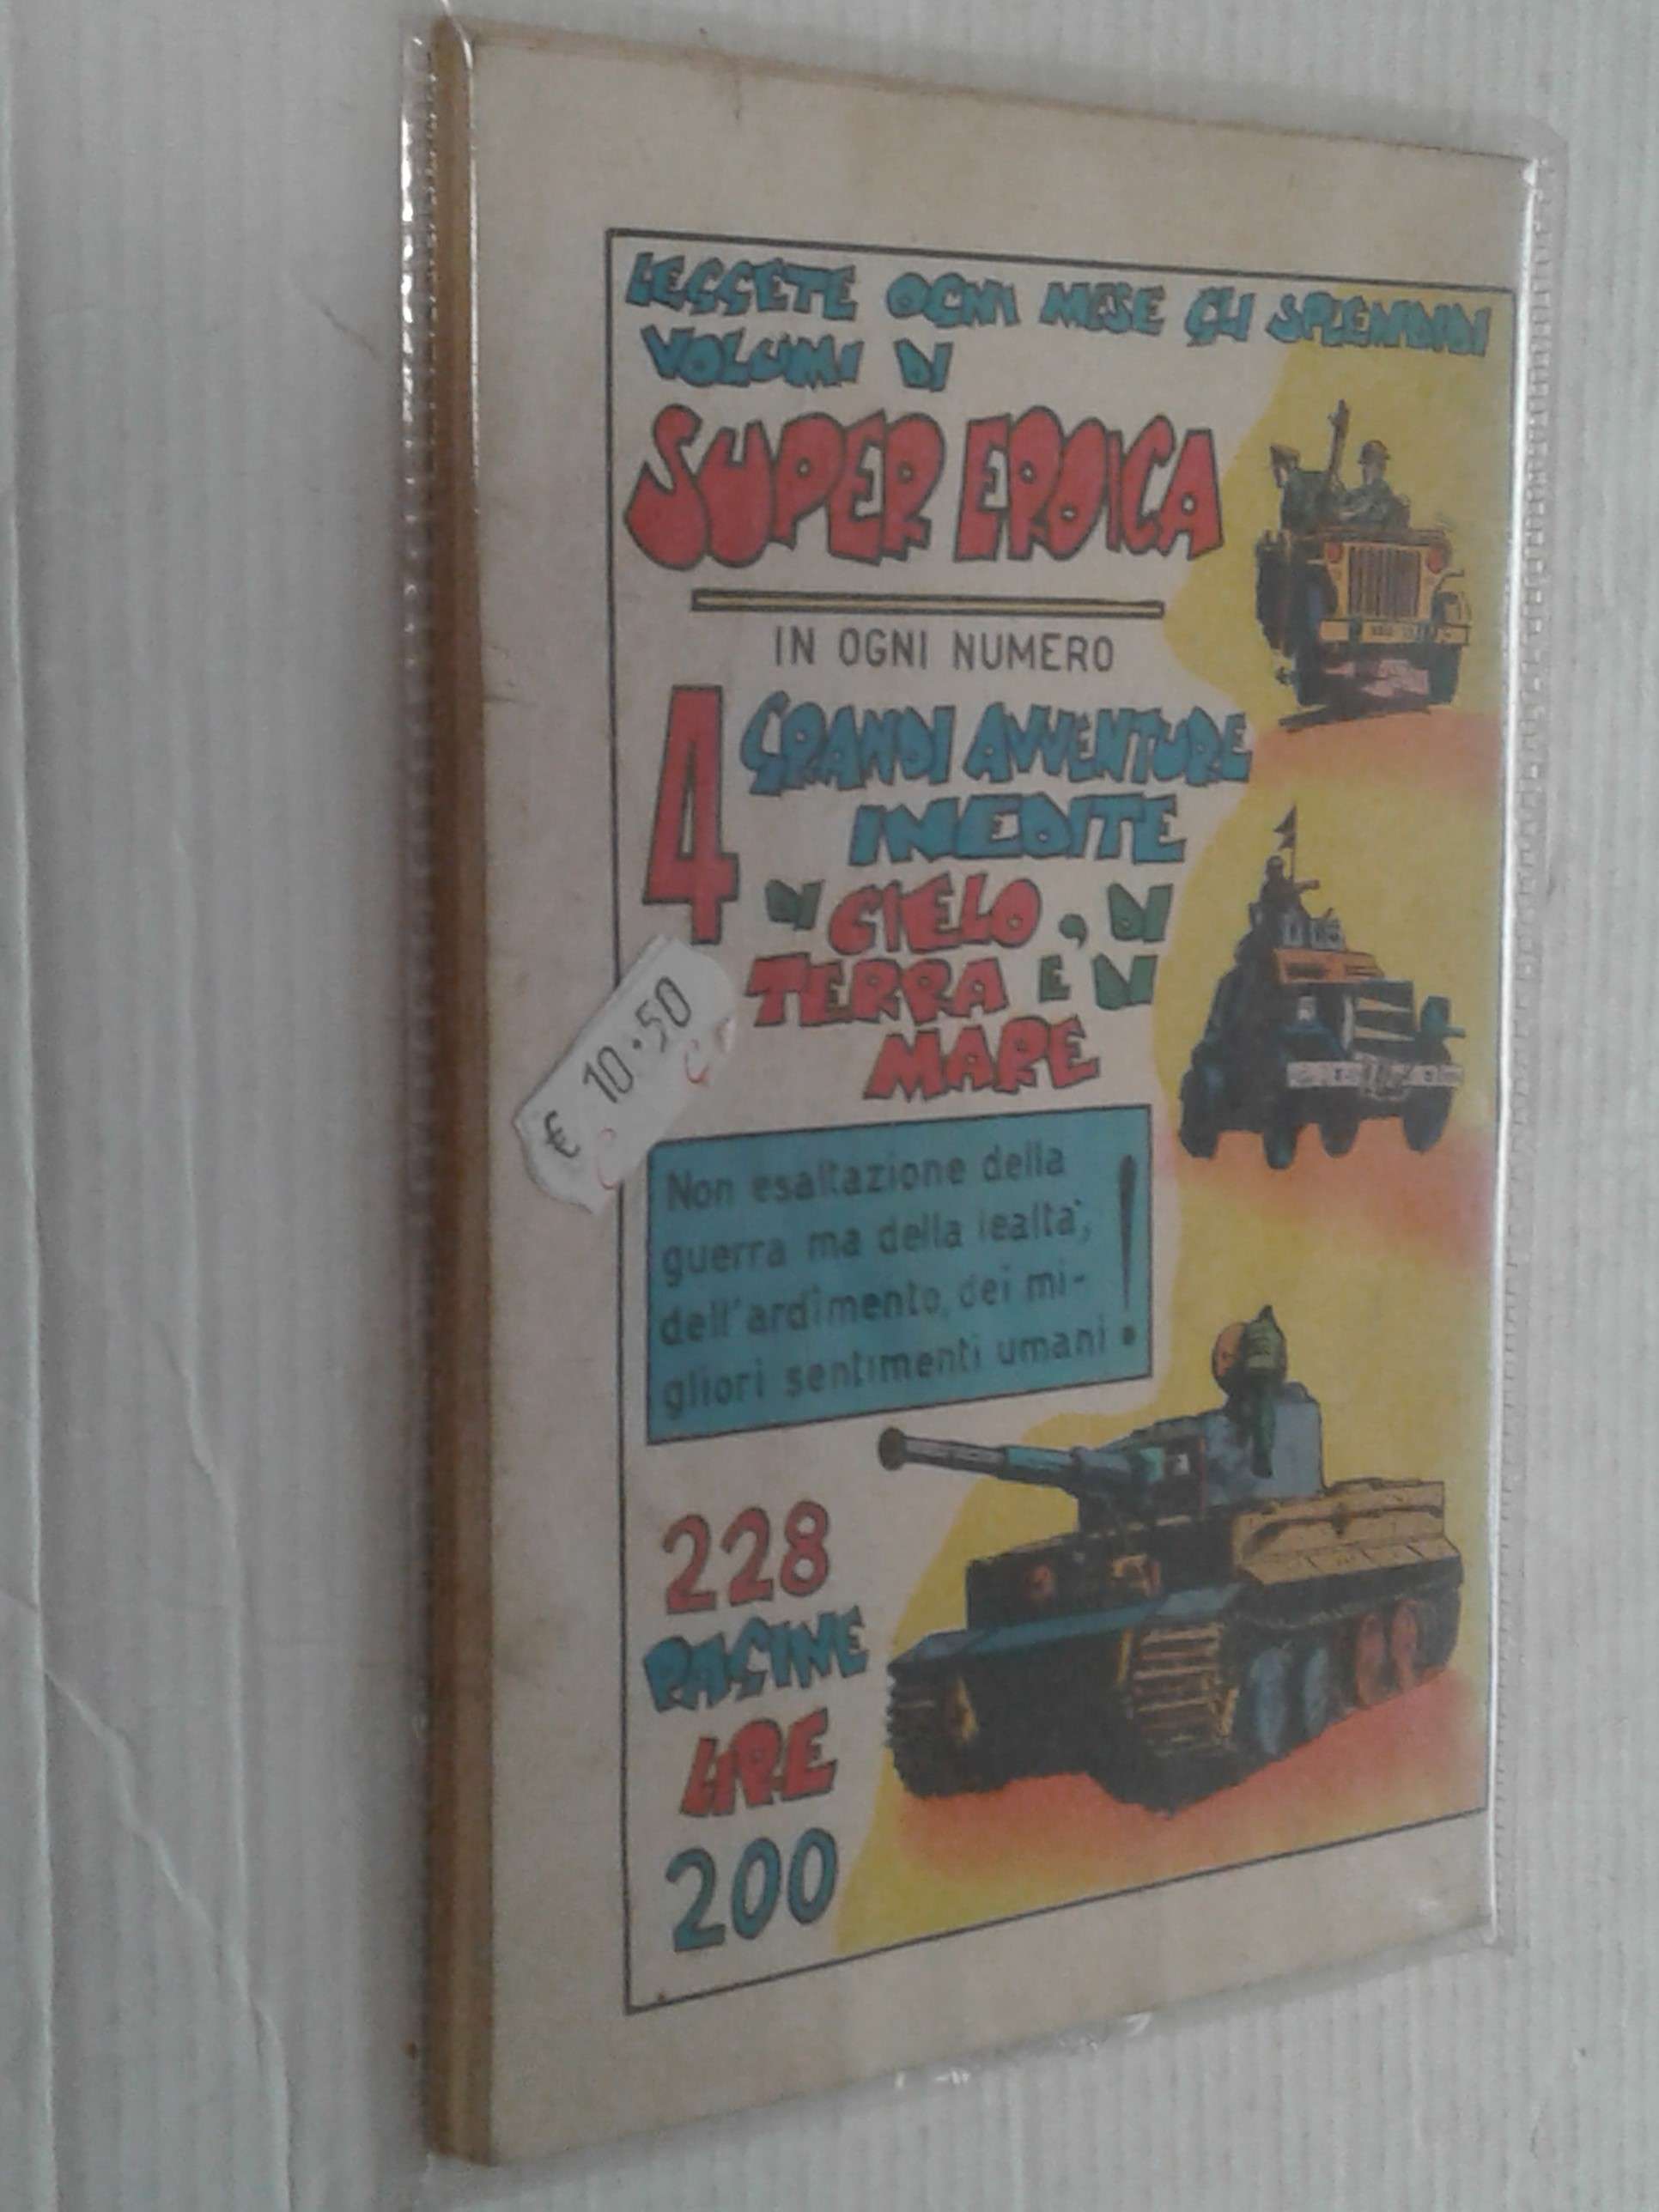 LEGGETE OGNI MESE GLI SPLENDIDI
VOLUMI DI
SUPER EROICA
IN OGNI NUMERO
4 GRANDI AVVENTURE
INEDITE
DI CIELO, DI
TERRA E DI
MARE
€ 10.50
Non esaltazione della
guerra ma della lealta',
dell'ardimento, dei mi-
gliori sentimenti umani!
228
PAGINE
LIRE
200